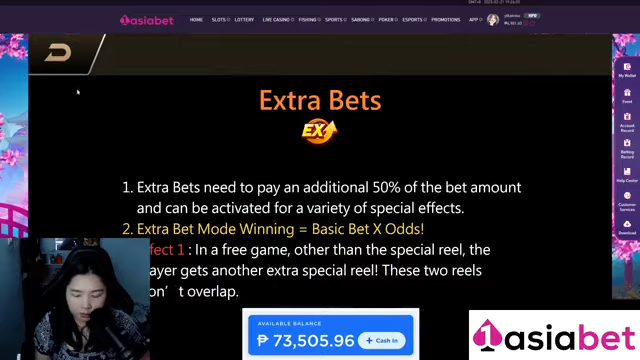 1asiabet
HOME SLOTS LOTTERY LIVE CASINO FISHING SPORTS SABONG POKER ESPORTS PROMOTIONS APP
VIP0
My Wallet
Event
Account
Record
Betting
Record
Help Center
Customer
Services
Download
Extra Bets
EX
1. Extra Bets need to pay an additional 50% of the bet amount
and can be activated for a variety of special effects.
2. Extra Bet Mode Winning = Basic Bet X Odds!
fect 1 : In a free game, other than the special reel, the
ayer gets another extra special reel! These two reels
on't overlap.
AVAILABLE BALANCE
₱ 73,505.96 + Cash In
1asiabet